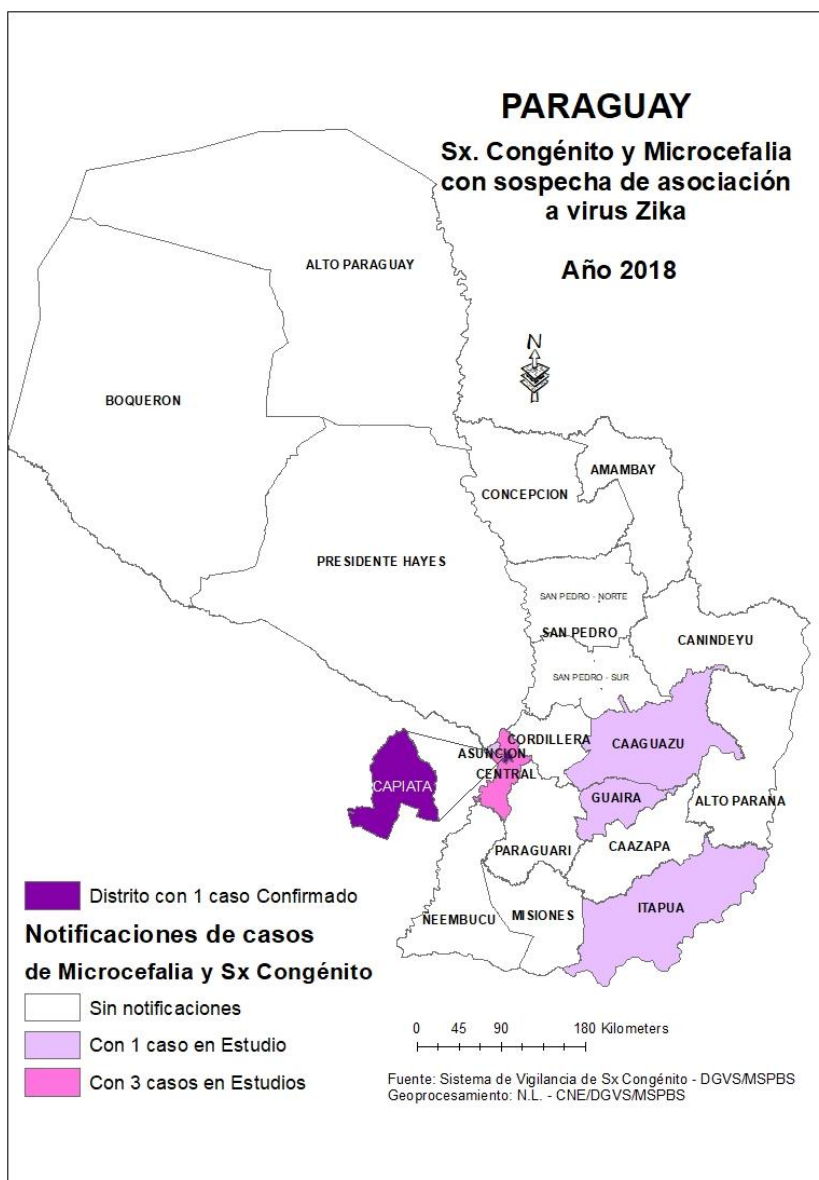 PARAGUAY
Sx. Congénito y Microcefalia
con sospecha de asociación
a virus Zika
Año 2018
N
ALTO PARAGUAY
BOQUERON
AMAMBAY
CONCEPCION
PRESIDENTE HAYES
SAN PEDRO - NORTE
SAN PEDRO
CANINDEYU
SAN PEDRO - SUR
CORDILLERA
CAAGUAZU
ASUNCION
CENTRAL
CAPIATA
GUAIRA
ALTO PARANA
PARAGUARI
CAAZAPA
ITAPUA
ÑEEMBUCU
MISIONES
Distrito con 1 caso Confirmado
Notificaciones de casos
de Microcefalia y Sx Congénito
Sin notificaciones
Con 1 caso en Estudio
Con 3 casos en Estudios
0 45 90 180 Kilometers
Fuente: Sistema de Vigilancia de Sx Congénito - DGVS/MSPBS
Geoprocesamiento: N.L. - CNE/DGVS/MSPBS